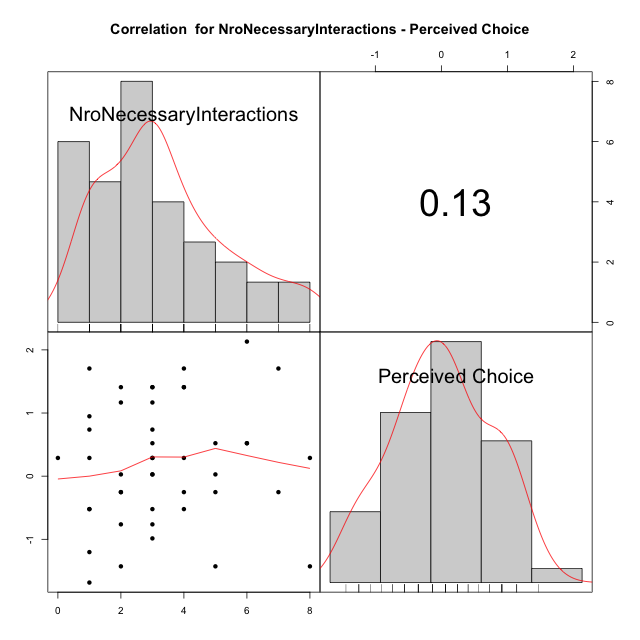 Correlation  for NroNecessaryInteractions - Perceived Choice
-1 0 1 2
NroNecessaryInteractions
0.13
8
6
4
2
0
Perceived Choice
2
1
0
-1
0 2 4 6 8